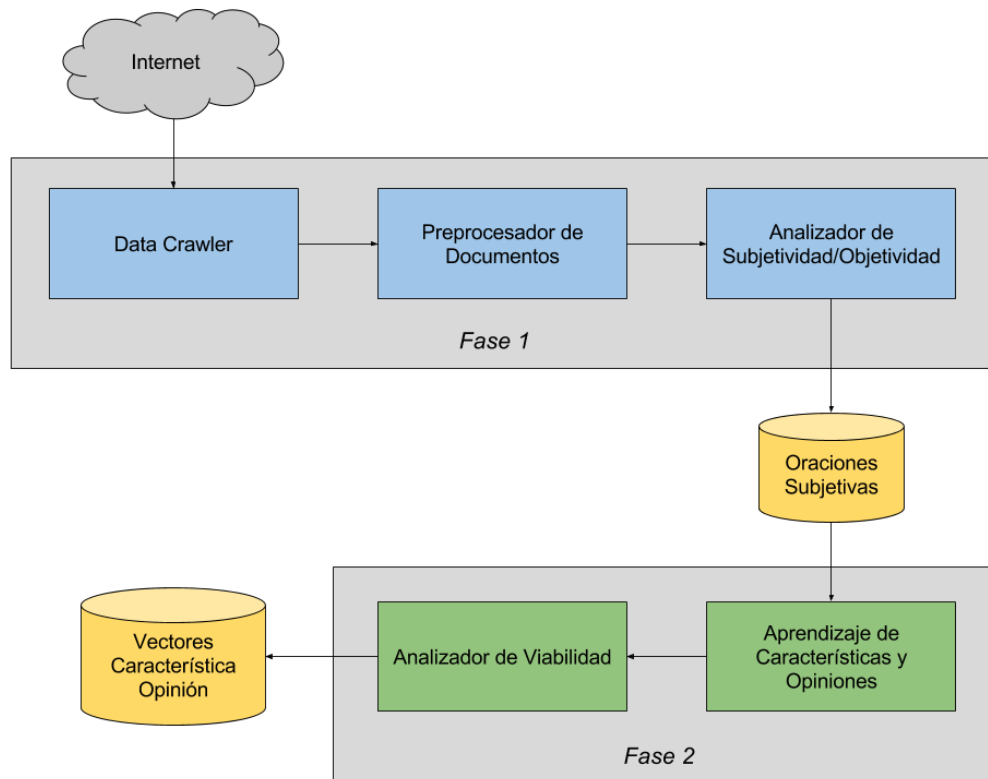 Internet
Data Crawler
Preprocesador de
Documentos
Analizador de
Subjetividad/Objetividad
Fase 1
Oraciones
Subjetivas
Aprendizaje de
Características y
Opiniones
Analizador de Viabilidad
Vectores
Característica
Opinión
Fase 2